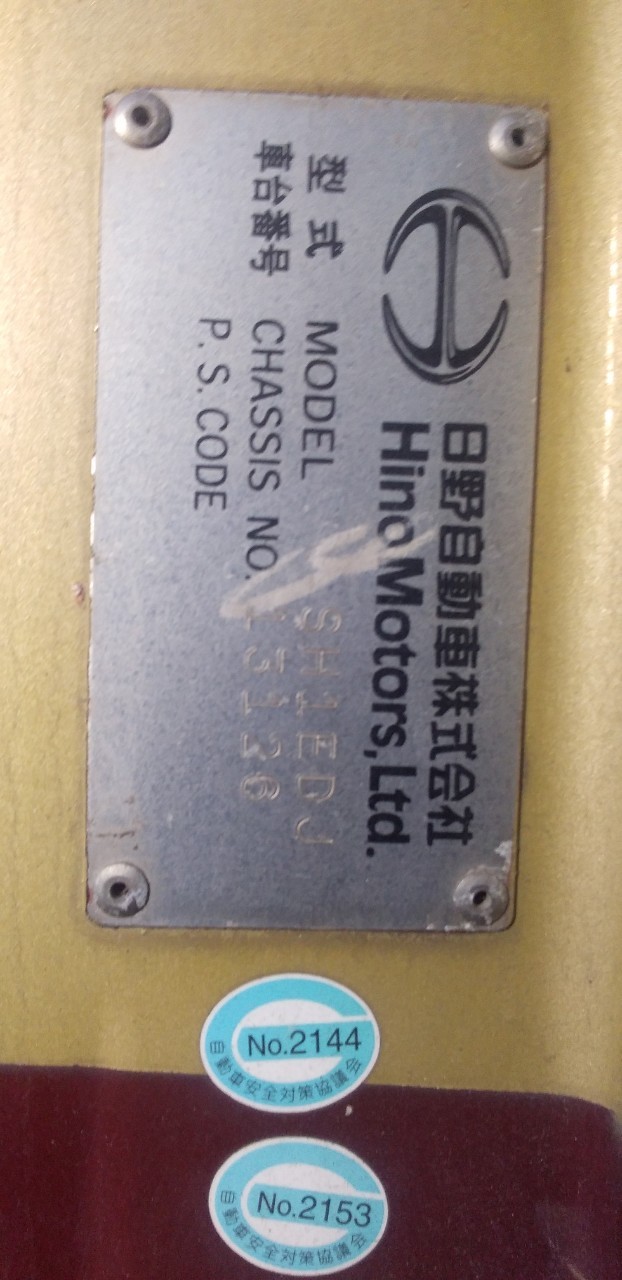 日野自動車株式会社
Hino Motors, Ltd.
型式 MODEL SH1EDJ
車台番号 CHASSIS NO. 13126
P. S. CODE
No.2144
自動車安全対策協議会
No.2153
自動車安全対策協議会